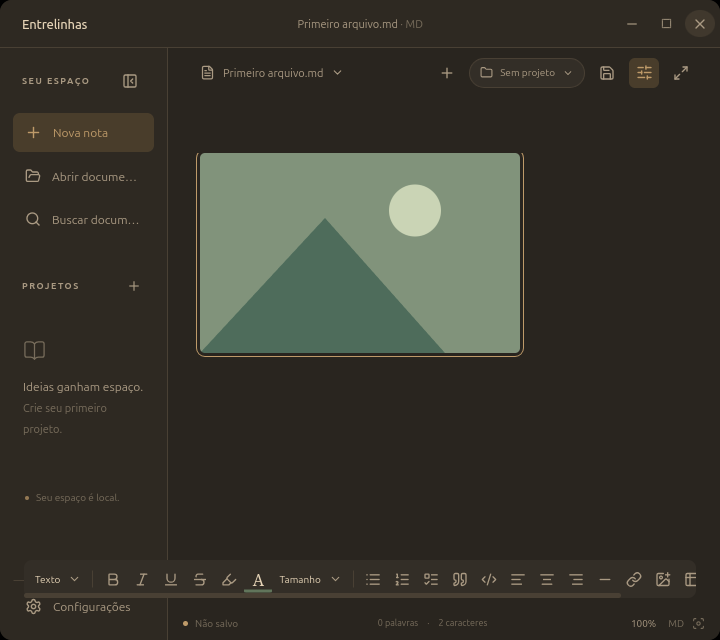 Entrelinhas
Primeiro arquivo.md · MD
SEU ESPAÇO
Primeiro arquivo.md
Sem projeto
Nova nota
Abrir docume...
Buscar docum...
PROJETOS
Ideias ganham espaço.
Crie seu primeiro
projeto.
Seu espaço é local.
Texto
B
I
U
S
A
Tamanho
Configurações
Não salvo
0 palavras · 2 caracteres
100%
MD